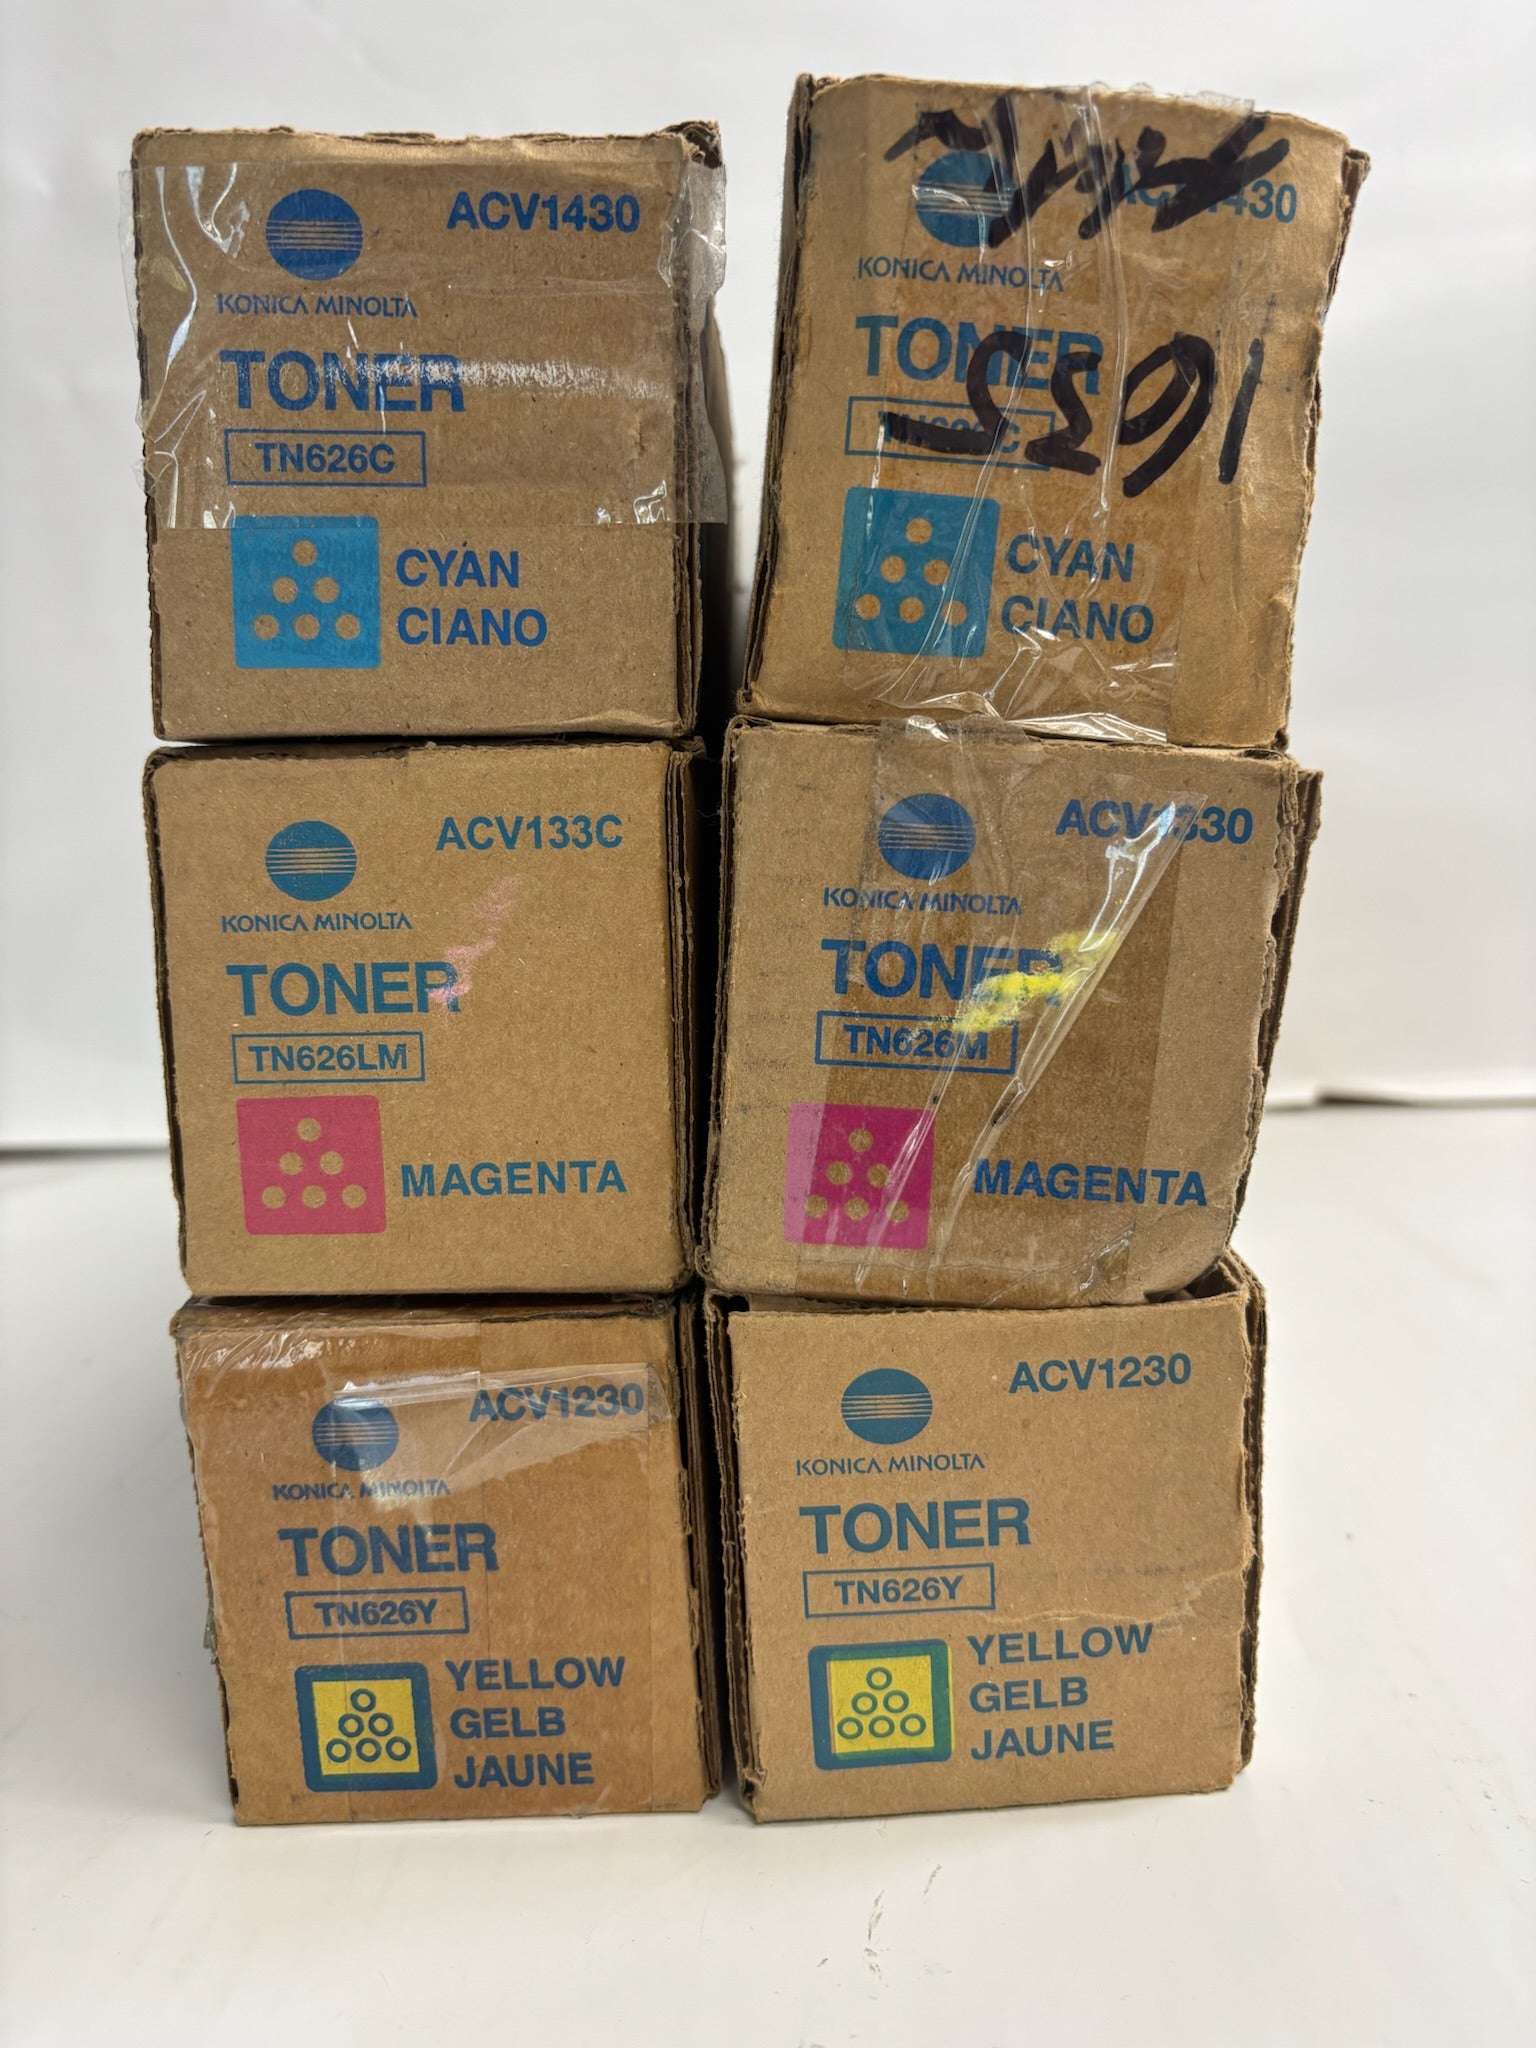 ACV1430
KONICA MINOLTA
TONER
TN626C
CYAN
CIANO
KONICA MINOLTA
TONER
1632
CYAN
CIANO
ACV133C
KONICA MINOLTA
TONER
TN626LM
MAGENTA
ACV1330
KONICA MINOLTA
TONER
TN626M
MAGENTA
ACV1230
KONICA MINOLTA
TONER
TN626Y
YELLOW
GELB
JAUNE
ACV1230
KONICA MINOLTA
TONER
TN626Y
YELLOW
GELB
JAUNE